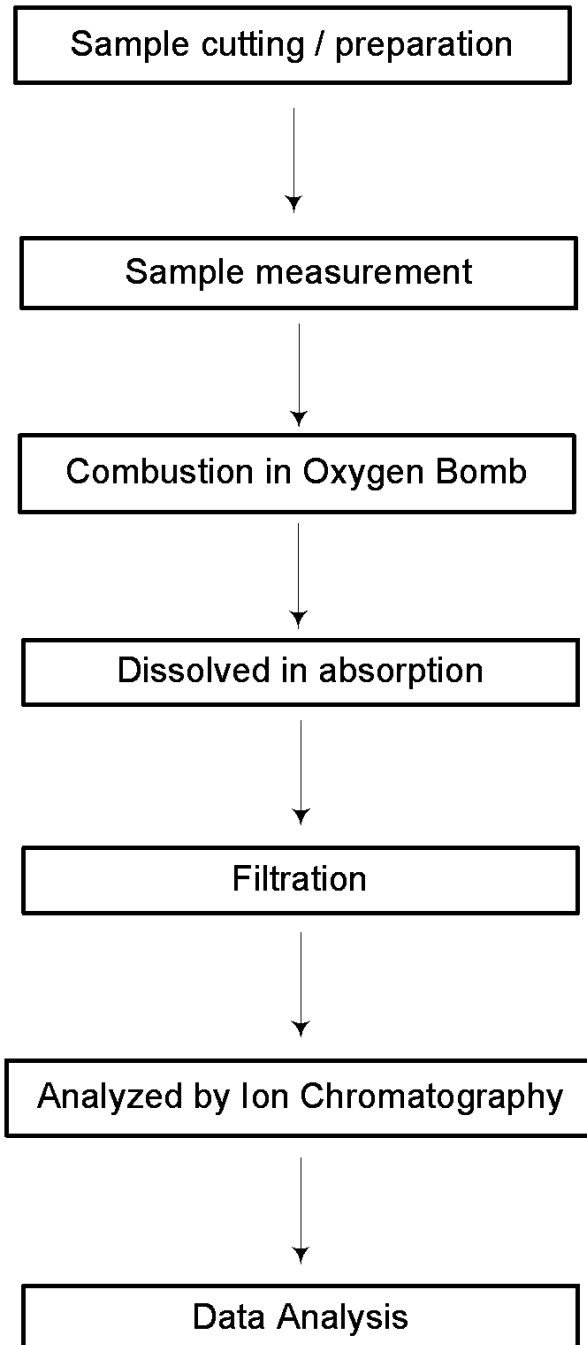 Sample cutting / preparation
Sample measurement
Combustion in Oxygen Bomb
Dissolved in absorption
Filtration
Analyzed by Ion Chromatography
Data Analysis